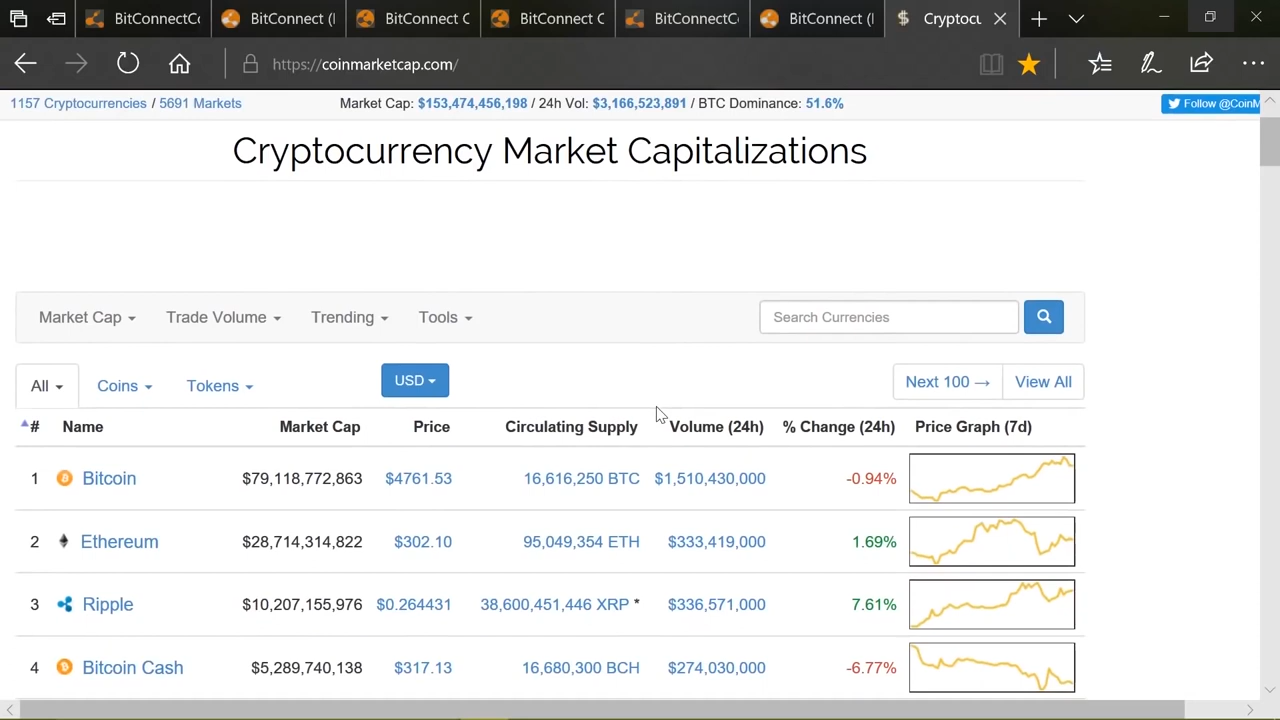 BitConnectCo BitConnect ( BitConnect C BitConnect C BitConnectCo BitConnect ( Cryptocu
https://coinmarketcap.com/
1157 Cryptocurrencies / 5691 Markets Market Cap: $153,474,456,198 / 24h Vol: $3,166,523,891 / BTC Dominance: 51.6% Follow @CoinM
Cryptocurrency Market Capitalizations
Market Cap Trade Volume Trending Tools Search Currencies
All Coins Tokens USD Next 100 → View All
# Name Market Cap Price Circulating Supply Volume (24h) % Change (24h) Price Graph (7d)
1 Bitcoin $79,118,772,863 $4761.53 16,616,250 BTC $1,510,430,000 -0.94%
2 Ethereum $28,714,314,822 $302.10 95,049,354 ETH $333,419,000 1.69%
3 Ripple $10,207,155,976 $0.264431 38,600,451,446 XRP * $336,571,000 7.61%
4 Bitcoin Cash $5,289,740,138 $317.13 16,680,300 BCH $274,030,000 -6.77%